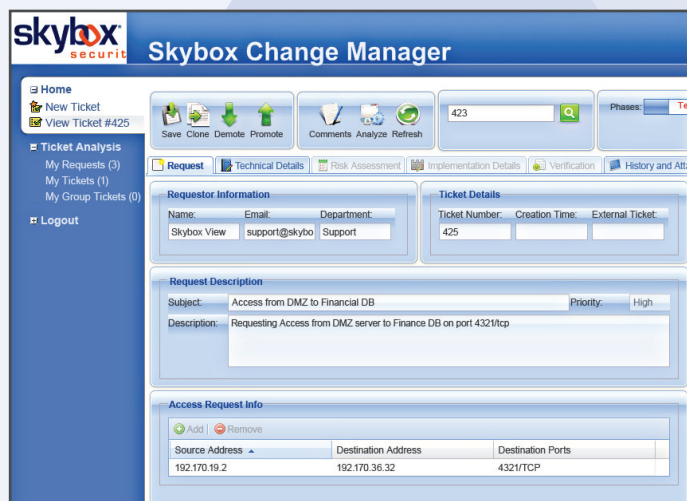 skybox
securit
Skybox Change Manager
Home
New Ticket
View Ticket #425
Ticket Analysis
My Requests (3)
My Tickets (1)
My Group Tickets (0)
Logout
Save Clone Demote Promote
Comments Analyze Refresh
423
Phases: Te
Request Technical Details Risk Assessment Implementation Details Verification History and Att
Requestor Information
Name: Email: Department:
Skybox View support@skybo Support
Ticket Details
Ticket Number: Creation Time: External Ticket:
425
Request Description
Subject: Access from DMZ to Financial DB Priority: High
Description: Requesting Access from DMZ server to Finance DB on port 4321/tcp
Access Request Info
Add Remove
Source Address Destination Address Destination Ports
192.170.19.2 192.170.36.32 4321/TCP